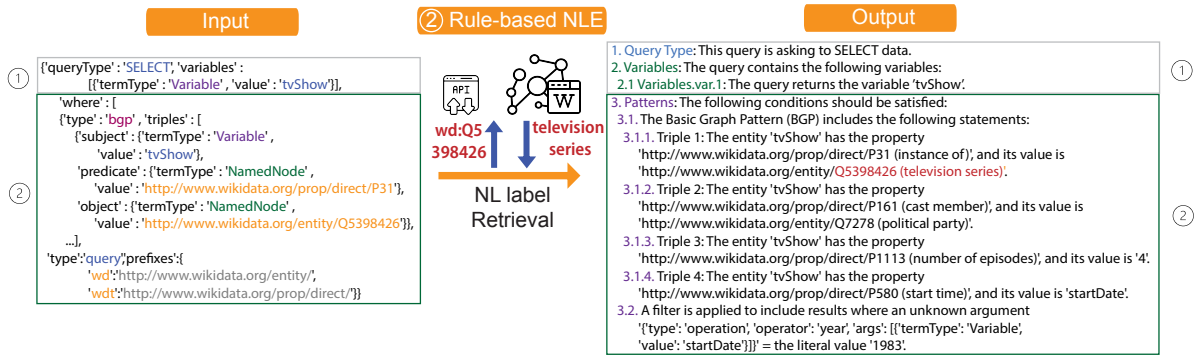 Input
② Rule-based NLE
Output
①
{'queryType' : 'SELECT', 'variables' :
[{'termType' : 'Variable' , 'value' : 'tvShow'}],
②
'where' : [
{'type' : 'bgp' , 'triples' : [
{'subject' : {'termType' : 'Variable' ,
'value' : 'tvShow'},
'predicate' : {'termType' : 'NamedNode' ,
'value' : 'http://www.wikidata.org/prop/direct/P31'},
'object' : {'termType' : 'NamedNode' ,
'value' : 'http://www.wikidata.org/entity/Q5398426'}},
...],
'type':'query','prefixes':{
'wd':'http://www.wikidata.org/entity/',
'wdt':'http://www.wikidata.org/prop/direct/'}}
API
W
wd:Q5
398426
television
series
NL label
Retrieval
1. Query Type: This query is asking to SELECT data.
2. Variables: The query contains the following variables:
2.1 Variables.var.1: The query returns the variable 'tvShow'.
①
3. Patterns: The following conditions should be satisfied:
3.1. The Basic Graph Pattern (BGP) includes the following statements:
3.1.1. Triple 1: The entity 'tvShow' has the property
'http://www.wikidata.org/prop/direct/P31 (instance of)', and its value is
'http://www.wikidata.org/entity/Q5398426 (television series)'.
3.1.2. Triple 2: The entity 'tvShow' has the property
'http://www.wikidata.org/prop/direct/P161 (cast member)', and its value is
'http://www.wikidata.org/entity/Q7278 (political party)'.
3.1.3. Triple 3: The entity 'tvShow' has the property
'http://www.wikidata.org/prop/direct/P1113 (number of episodes)', and its value is '4'.
3.1.4. Triple 4: The entity 'tvShow' has the property
'http://www.wikidata.org/prop/direct/P580 (start time)', and its value is 'startDate'.
3.2. A filter is applied to include results where an unknown argument
'{'type': 'operation', 'operator': 'year', 'args': [{'termType': 'Variable',
'value': 'startDate'}]}' = the literal value '1983'.
②